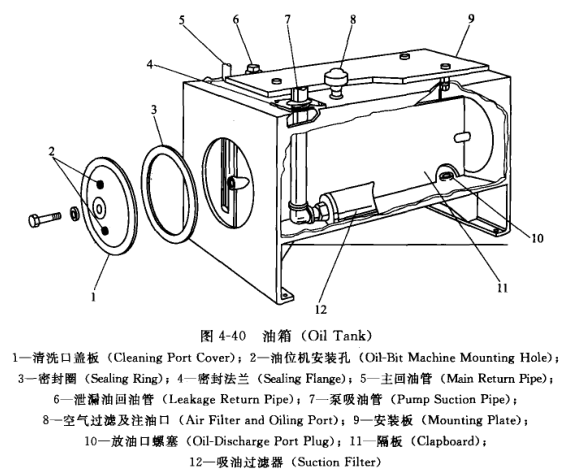 5
6
7
8
9
4
3
2
1
10
11
12
图 4-40 油箱（Oil Tank）
1—清洗口盖板（Cleaning Port Cover）；2—油位机安装孔（Oil-Bit Machine Mounting Hole）；
3—密封圈（Sealing Ring）；4—密封法兰（Sealing Flange）；5—主回油管（Main Return Pipe）；
6—泄漏油回油管（Leakage Return Pipe）；7—泵吸油管（Pump Suction Pipe）；
8—空气过滤及注油口（Air Filter and Oiling Port）；9—安装板（Mounting Plate）；
10—放油口螺塞（Oil-Discharge Port Plug）；11—隔板（Clapboard）；
12—吸油过滤器（Suction Filter）